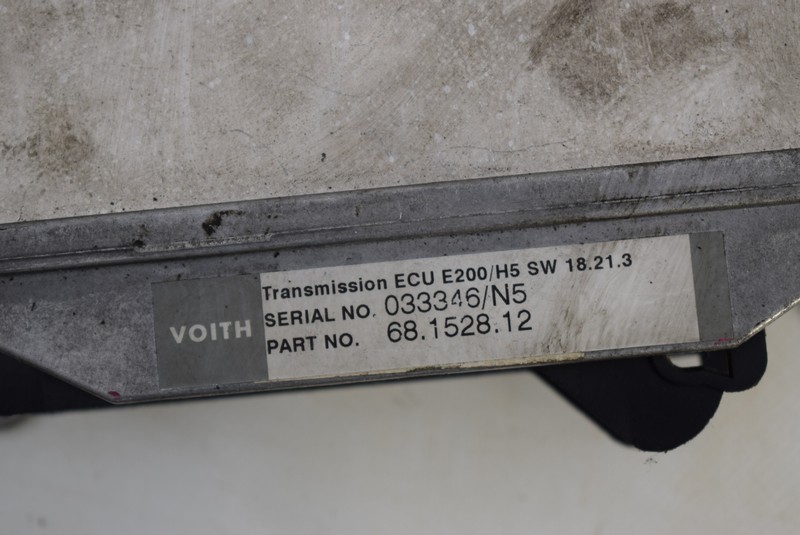 VOITH
Transmission ECU E200/H5 SW 18.21.3
SERIAL NO. 033346/N5
PART NO. 68.1528.12